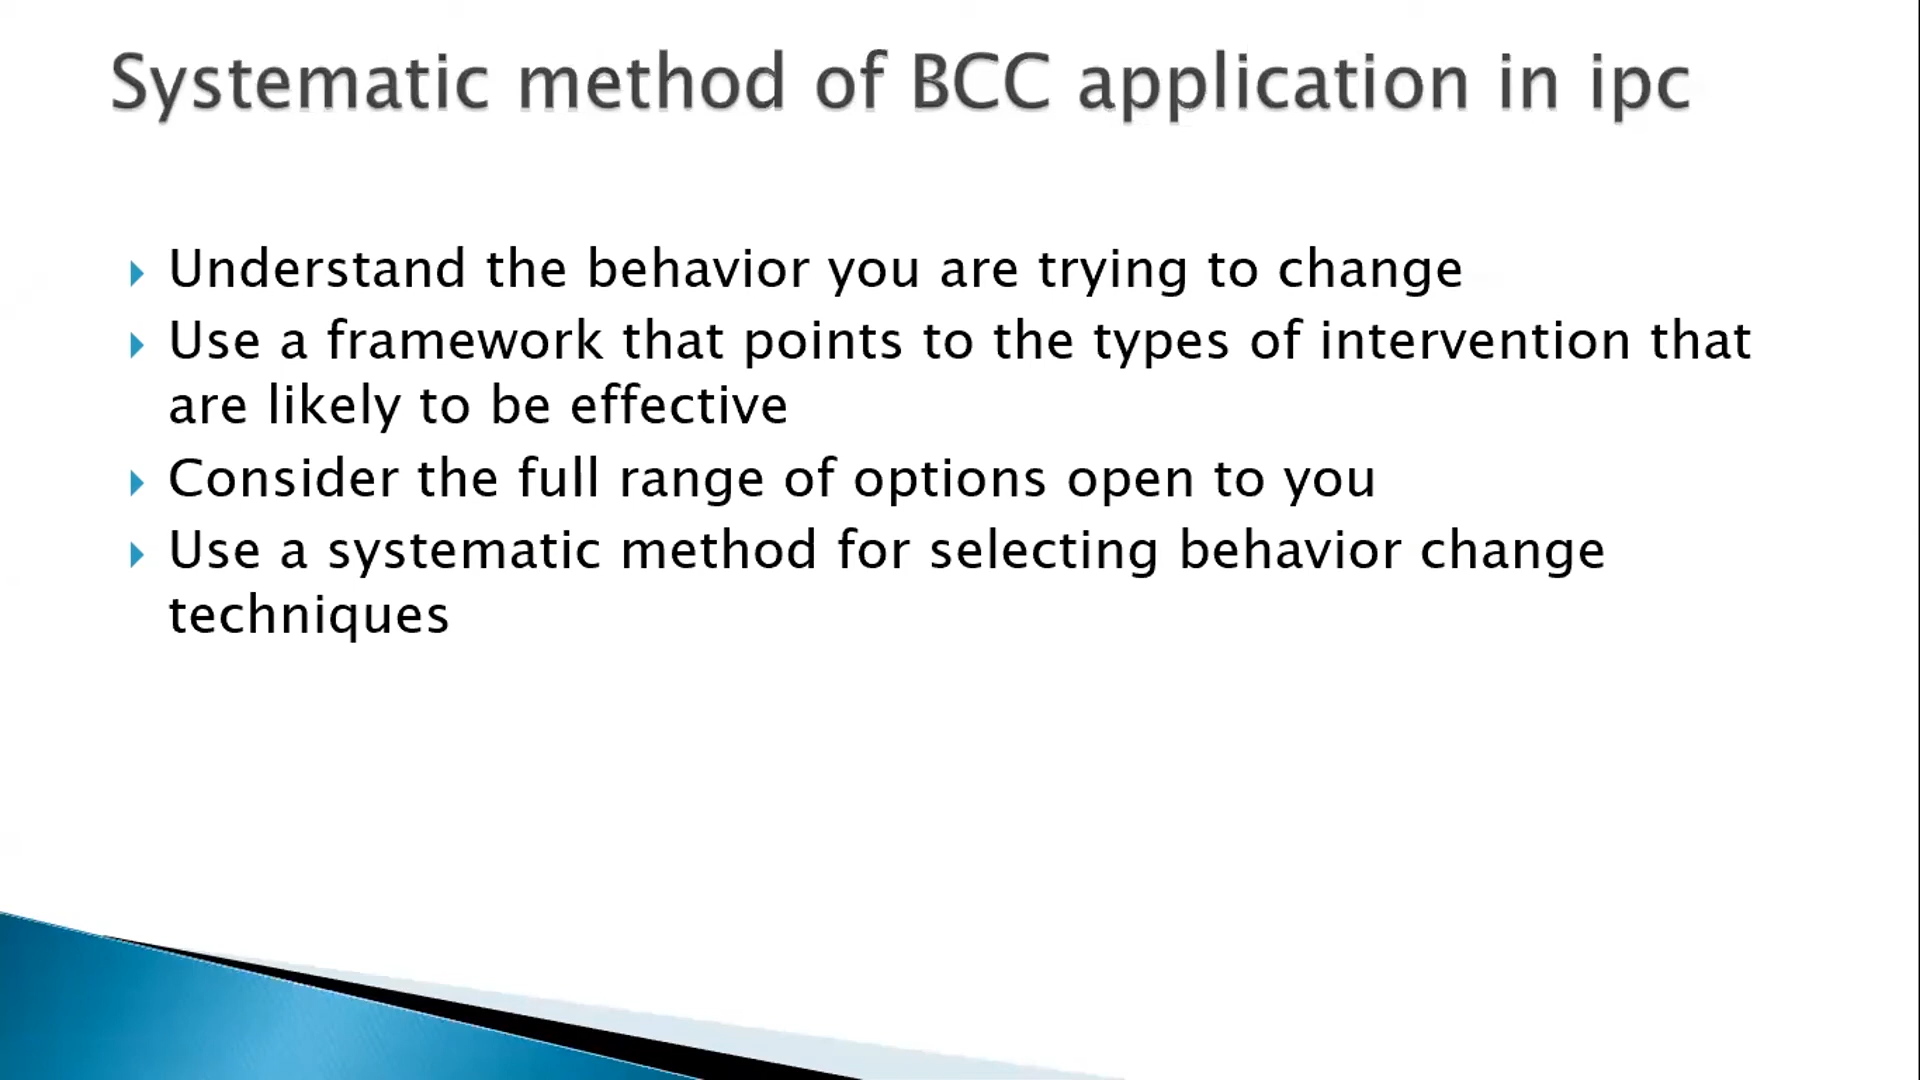 Systematic method of BCC application in ipc
Understand the behavior you are trying to change
Use a framework that points to the types of intervention that
are likely to be effective
Consider the full range of options open to you
Use a systematic method for selecting behavior change
techniques